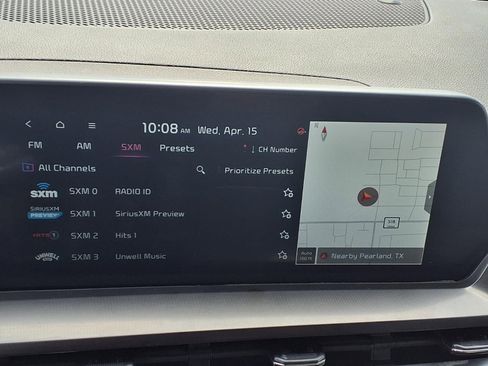 10:08 AM Wed, Apr. 15
FM AM SXM Presets ↓ CH Number
All Channels Prioritize Presets
sxm SXM 0 RADIO ID
SIRIUSXM PREVIEW SXM 1 SiriusXM Preview
HITS 1 SXM 2 Hits 1
UNWELL SXM 3 Unwell Music
N
518
Auto
Nearby Pearland, TX